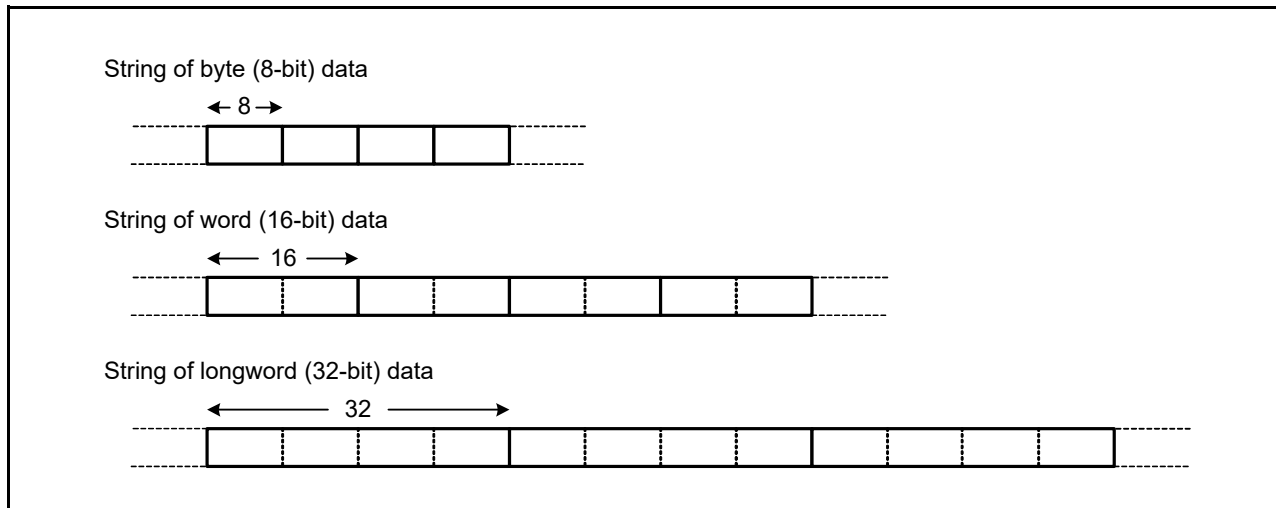 String of byte (8-bit) data
8
String of word (16-bit) data
16
String of longword (32-bit) data
32